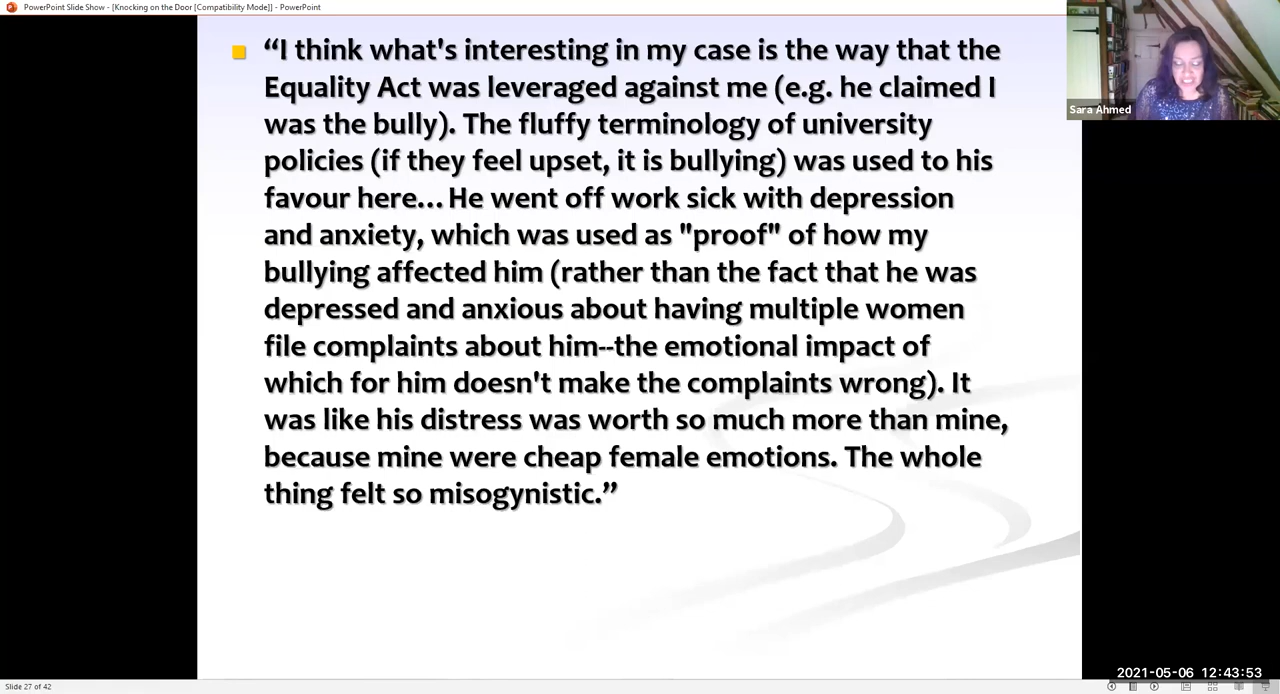 PowerPoint Slide Show - [Knocking on the Door [Compatibility Mode]] - PowerPoint
“I think what's interesting in my case is the way that the
Equality Act was leveraged against me (e.g. he claimed I
was the bully). The fluffy terminology of university
policies (if they feel upset, it is bullying) was used to his
favour here… He went off work sick with depression
and anxiety, which was used as "proof" of how my
bullying affected him (rather than the fact that he was
depressed and anxious about having multiple women
file complaints about him--the emotional impact of
which for him doesn't make the complaints wrong). It
was like his distress was worth so much more than mine,
because mine were cheap female emotions. The whole
thing felt so misogynistic.”
Sara Ahmed
2021-05-06 12:43:53
Slide 27 of 42